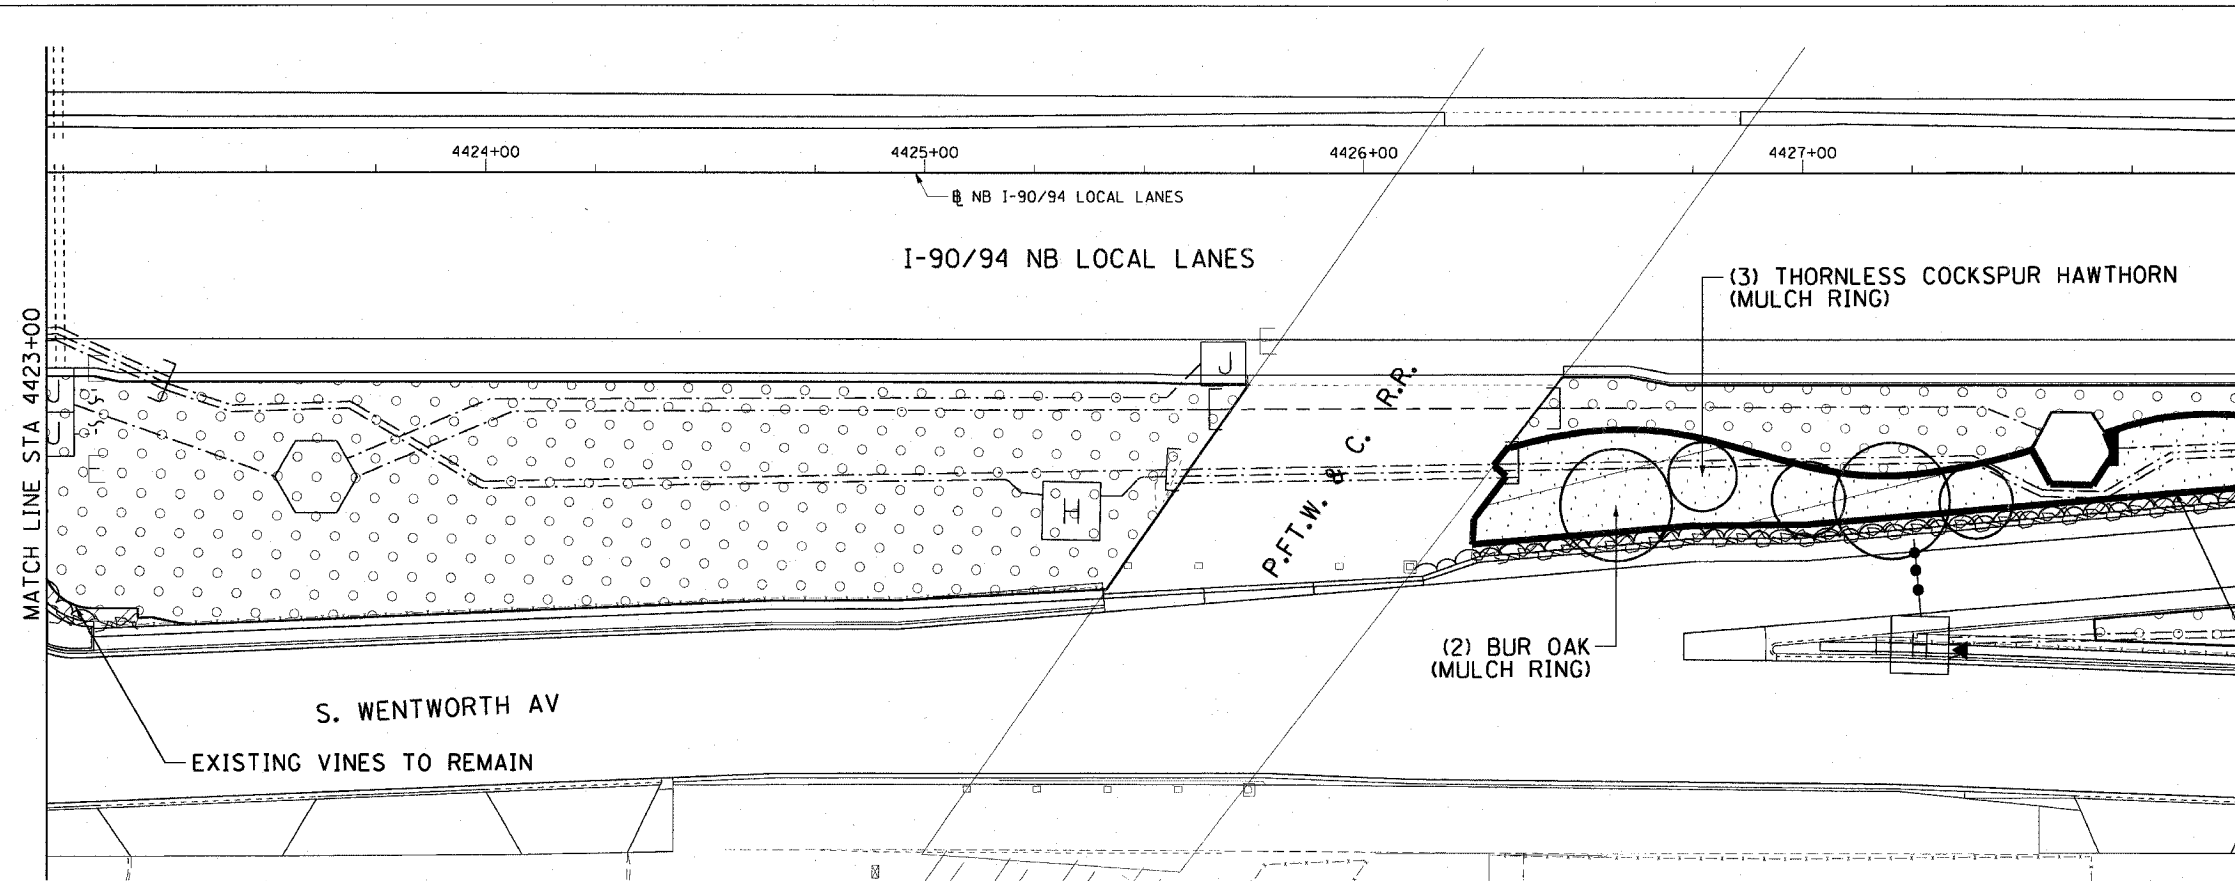 4424+00
4425+00
4426+00
4427+00
℄ NB I-90/94 LOCAL LANES
I-90/94 NB LOCAL LANES
(3) THORNLESS COCKSPUR HAWTHORN
(MULCH RING)
MATCH LINE STA 4423+00
J
J
J
P.FT.W. & C. R.R.
H
(2) BUR OAK
(MULCH RING)
H
S. WENTWORTH AV
EXISTING VINES TO REMAIN